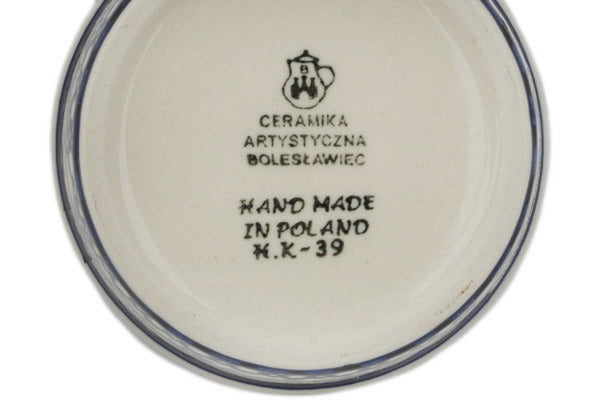 B
CERAMIKA
ARTYSTYCZNA
BOLESŁAWIEC
HAND MADE
IN POLAND
H.K-39